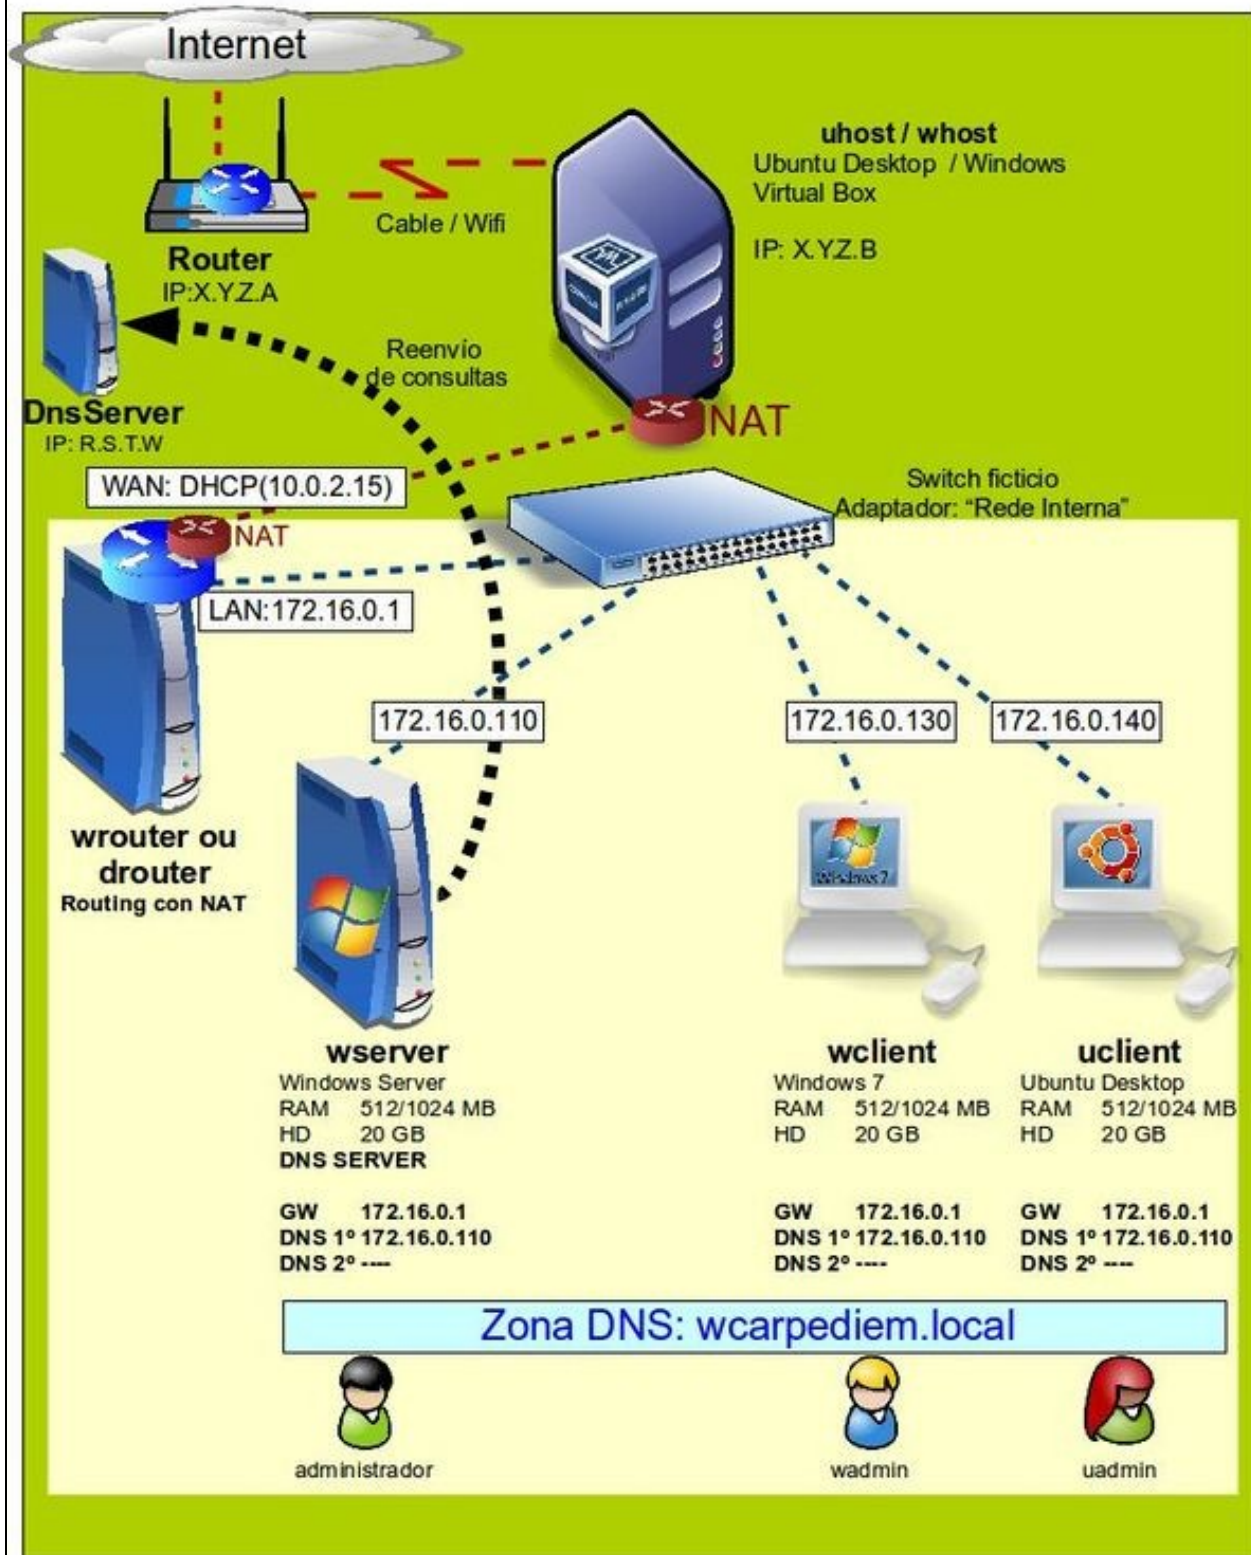 Internet
uhost / whost
Ubuntu Desktop / Windows
Virtual Box
IP: X.Y.Z.B
Cable / Wifi
Router
IP:X.Y.Z.A
Reenvío
de consultas
DnsServer
IP: R.S.T.W
NAT
WAN: DHCP(10.0.2.15)
Switch ficticio
Adaptador: “Rede Interna”
NAT
LAN:172.16.0.1
172.16.0.110
172.16.0.130
172.16.0.140
wrouter ou
drouter
Routing con NAT
Windows 7
wserver
Windows Server
RAM 512/1024 MB
HD 20 GB
DNS SERVER
GW 172.16.0.1
DNS 1º 172.16.0.110
DNS 2º ----
wclient
Windows 7
RAM 512/1024 MB
HD 20 GB
GW 172.16.0.1
DNS 1º 172.16.0.110
DNS 2º ----
uclient
Ubuntu Desktop
RAM 512/1024 MB
HD 20 GB
GW 172.16.0.1
DNS 1º 172.16.0.110
DNS 2º ----
Zona DNS: wcarpediem.local
administrador
wadmin
uadmin